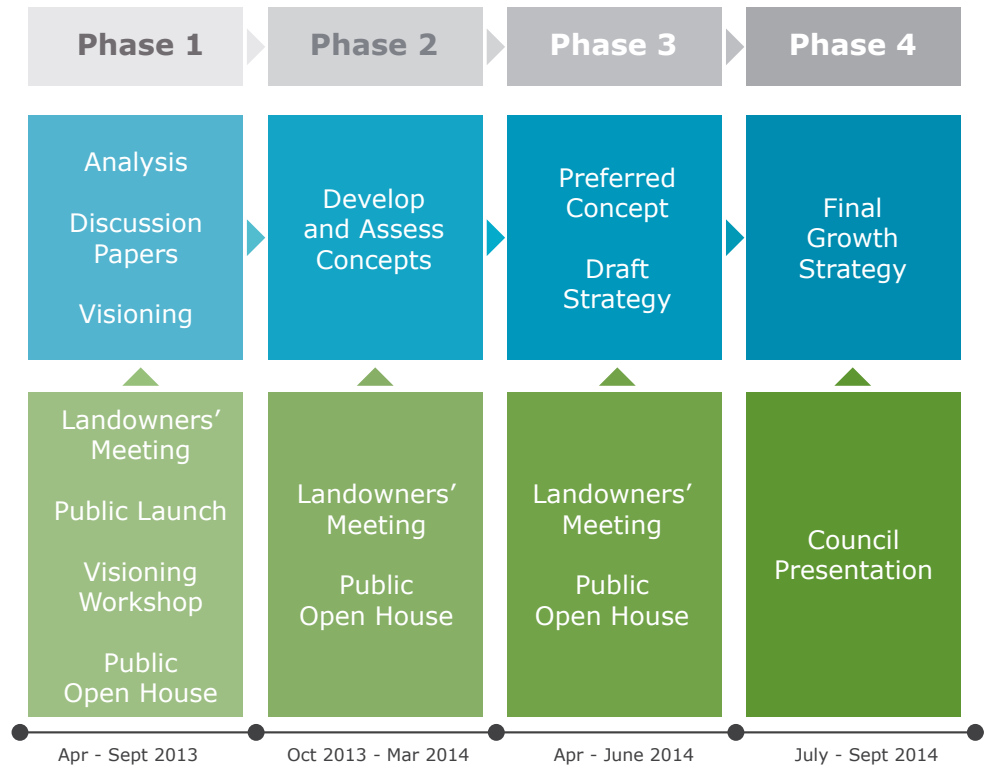 Phase 1
Phase 2
Phase 3
Phase 4
Analysis
Discussion
Papers
Visioning
Develop
and Assess
Concepts
Preferred
Concept
Draft
Strategy
Final
Growth
Strategy
Landowners’
Meeting
Public Launch
Visioning
Workshop
Public
Open House
Landowners’
Meeting
Public
Open House
Landowners’
Meeting
Public
Open House
Council
Presentation
Apr - Sept 2013
Oct 2013 - Mar 2014
Apr - June 2014
July - Sept 2014